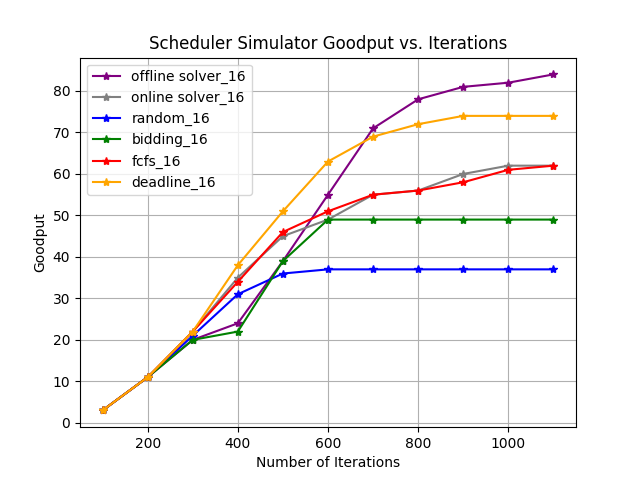 Scheduler Simulator Goodput vs. Iterations
offline solver_16
online solver_16
random_16
bidding_16
fcfs_16
deadline_16
80
70
60
50
40
30
20
10
0
Goodput
200 400 600 800 1000
Number of Iterations